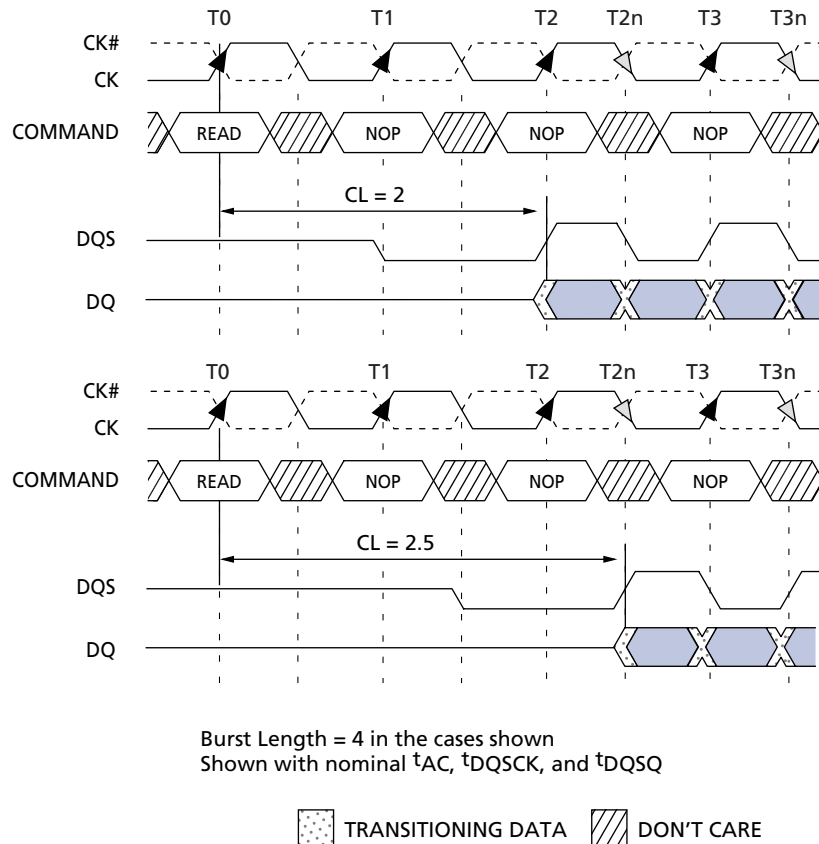 T0 T1 T2 T2n T3 T3n
CK#
CK
COMMAND READ NOP NOP NOP
CL = 2
DQS
DQ
T0 T1 T2 T2n T3 T3n
CK#
CK
COMMAND READ NOP NOP NOP
CL = 2.5
DQS
DQ
Burst Length = 4 in the cases shown
Shown with nominal tAC, tDQSCK, and tDQSQ
TRANSITIONING DATA DON'T CARE